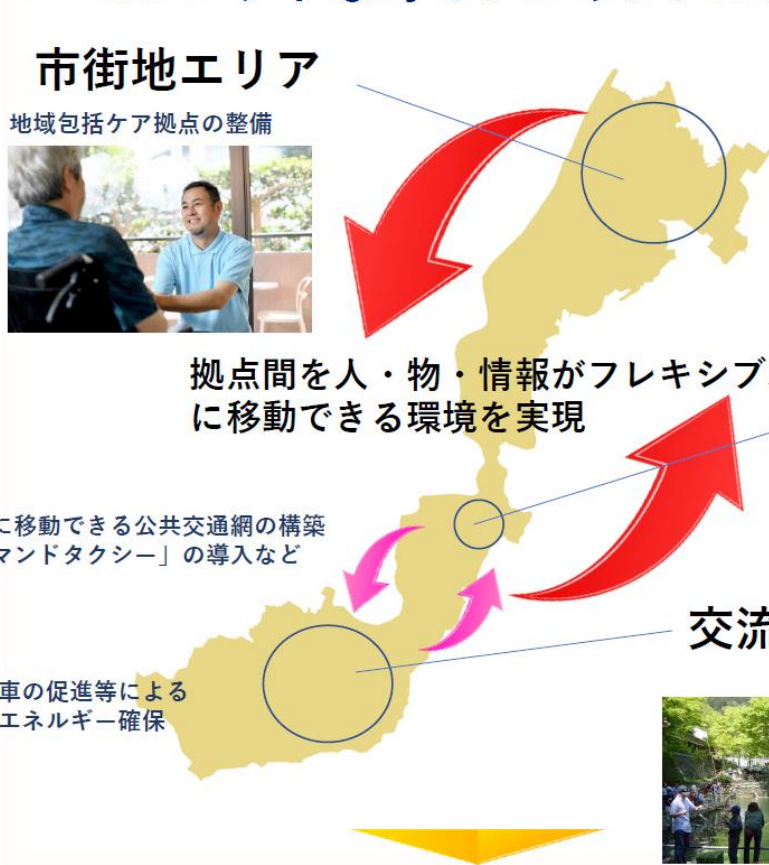 市街地エリア
地域包括ケア拠点の整備
拠点間を人・物・情報がフレキシブ
に移動できる環境を実現
に移動できる公共交通網の構築
マンドタクシー」の導入など
交流
車の促進等による
エネルギー確保